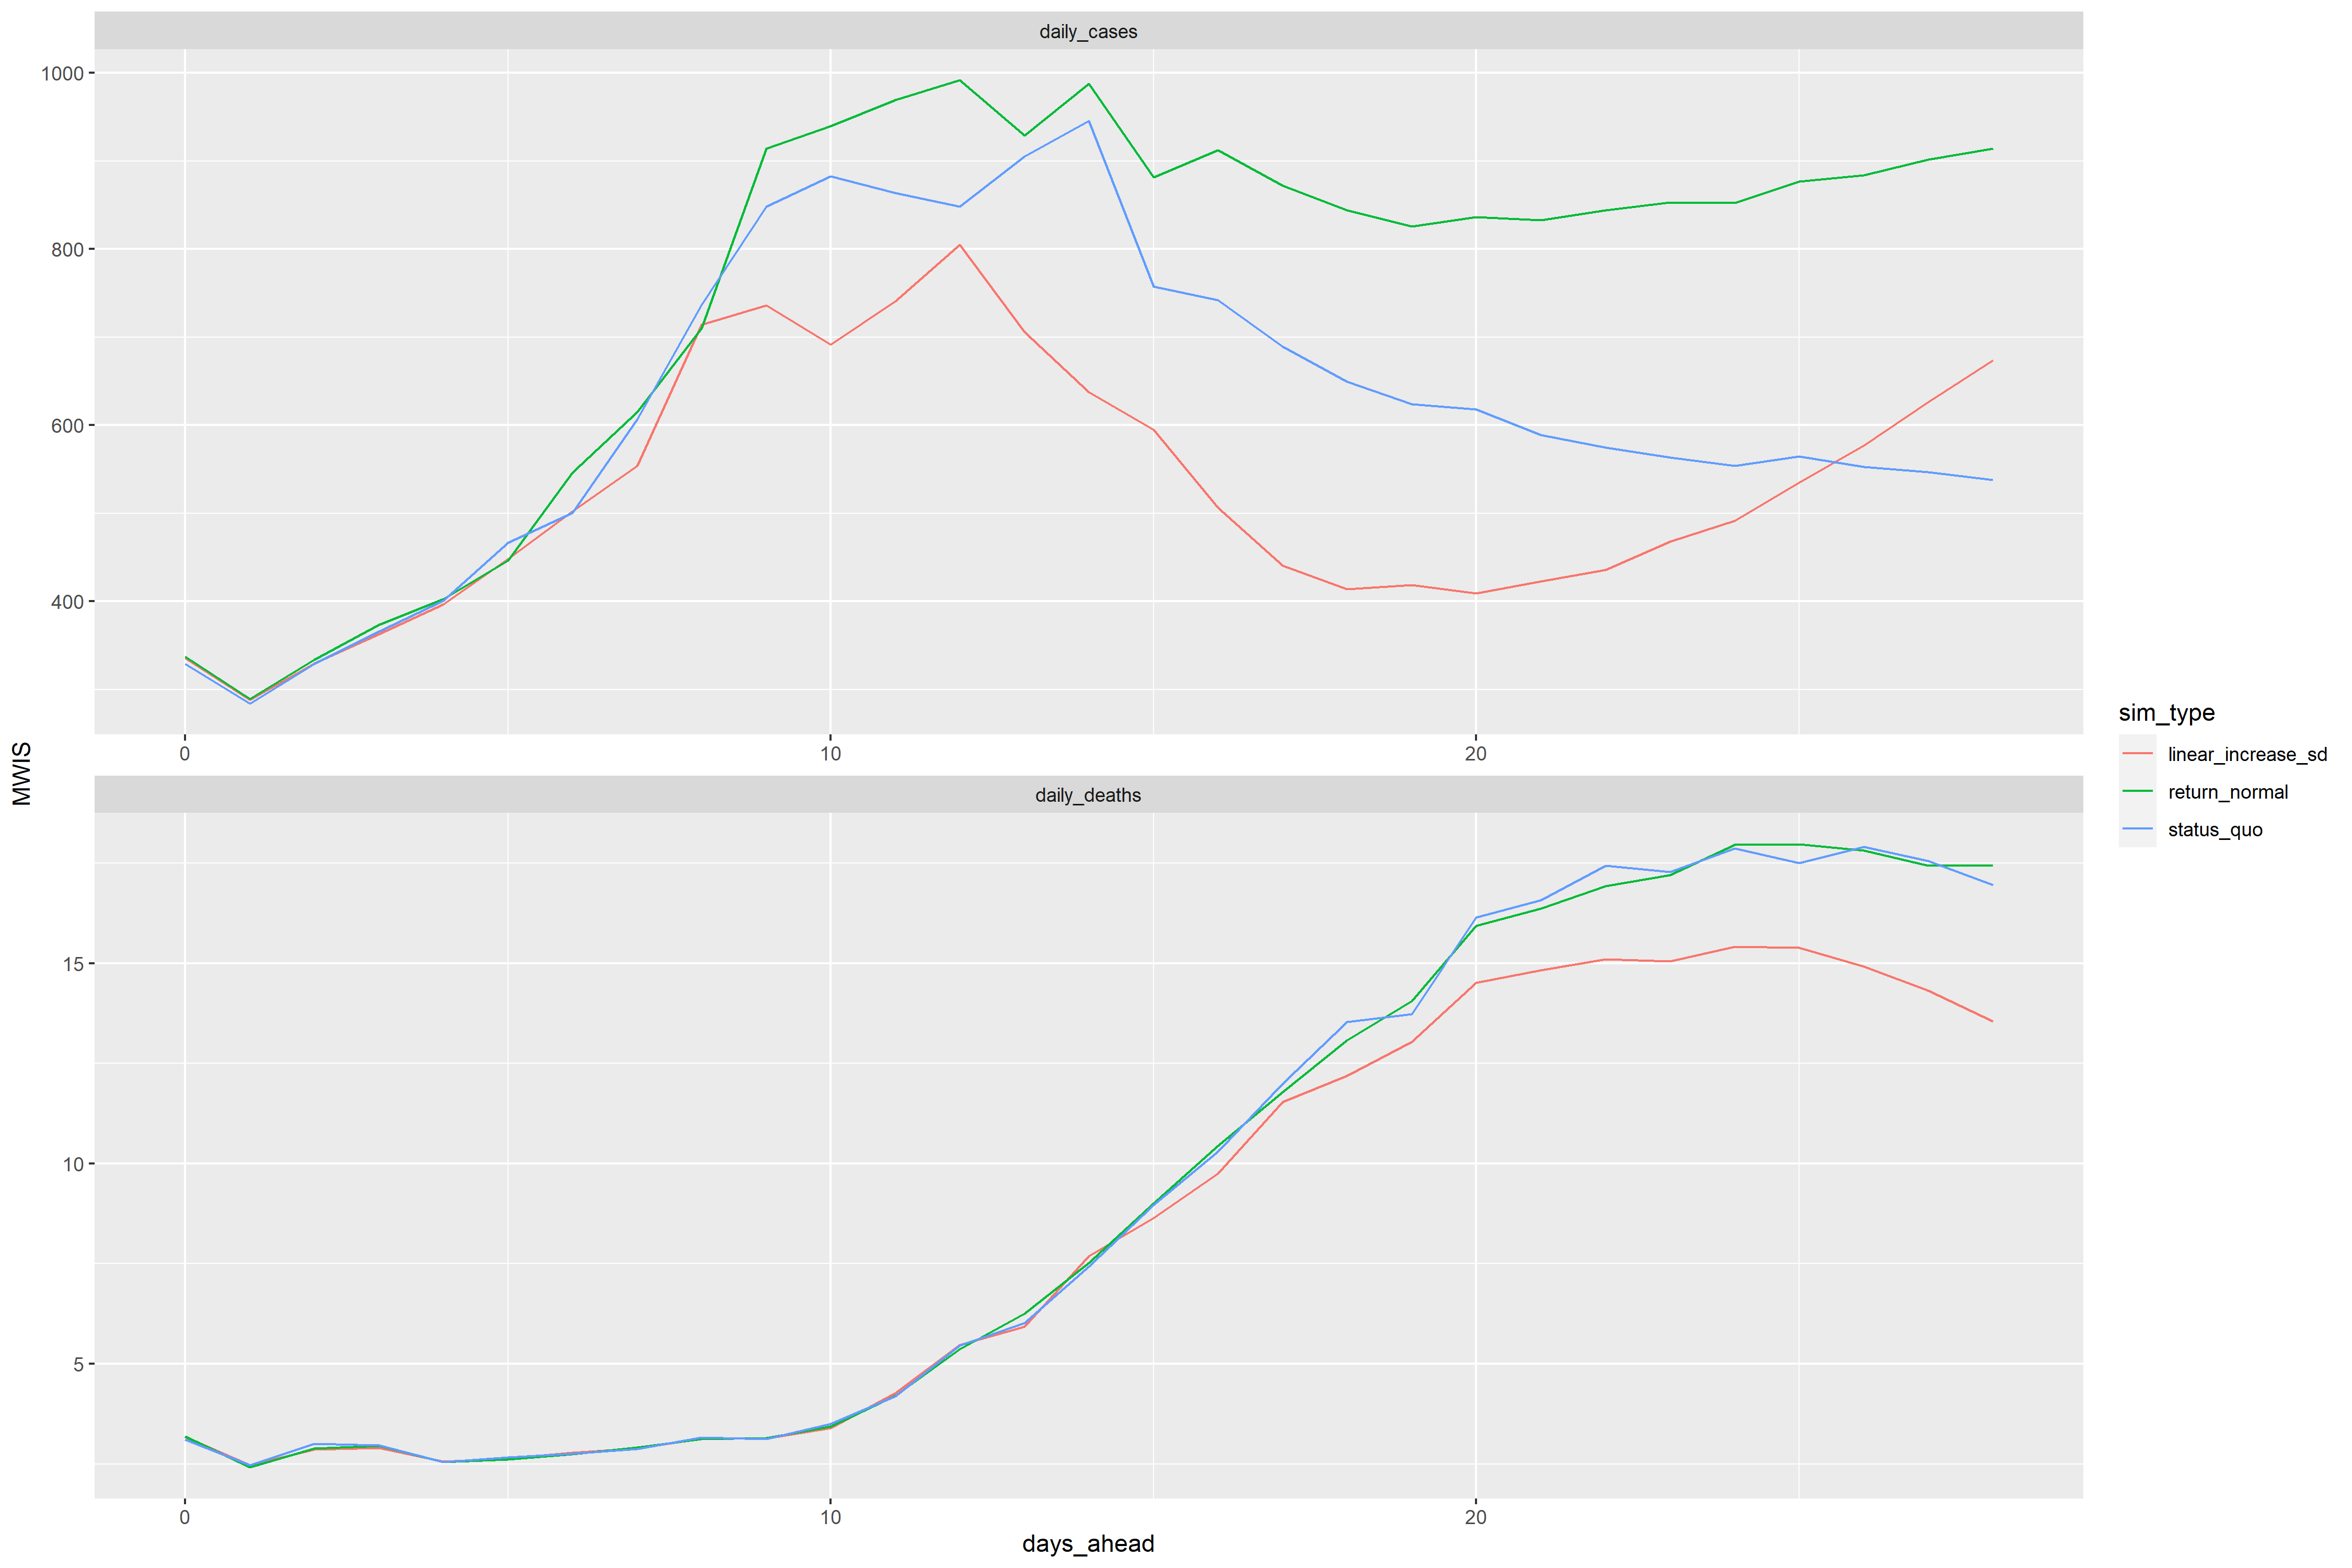 daily_cases
1000
800
600
400
0
10
20
daily_deaths
15
10
5
0
10
20
days_ahead
MWIS
sim_type
linear_increase_sd
return_normal
status_quo